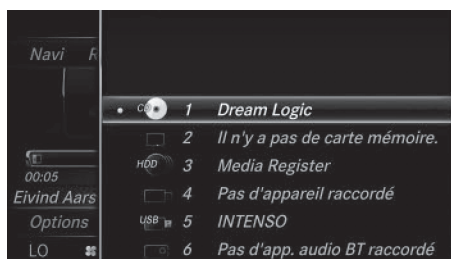 Navi R
00:05
Eivind Aars
Options
LO
CD 1 Dream Logic
2 Il n'y a pas de carte mémoire.
HDD 3 Media Register
4 Pas d'appareil raccordé
USB 5 INTENSO
6 Pas d'app. audio BT raccordé